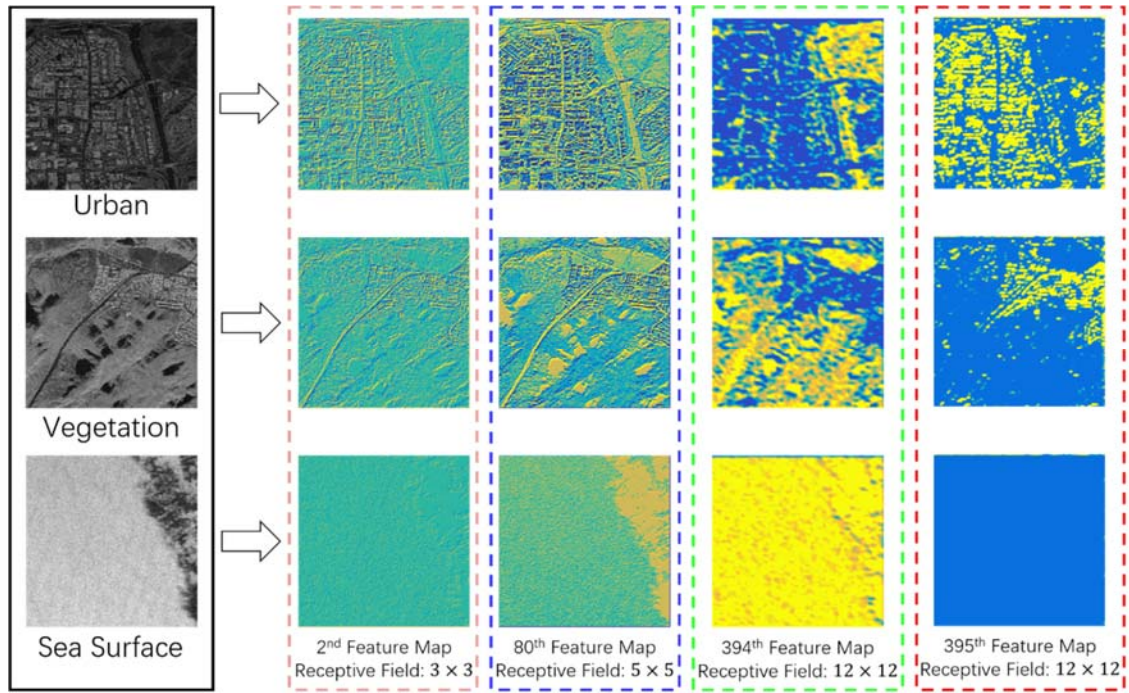 Urban
Vegetation
Sea Surface
2nd Feature Map
Receptive Field: 3 × 3
80th Feature Map
Receptive Field: 5 × 5
394th Feature Map
Receptive Field: 12 × 12
395th Feature Map
Receptive Field: 12 × 12